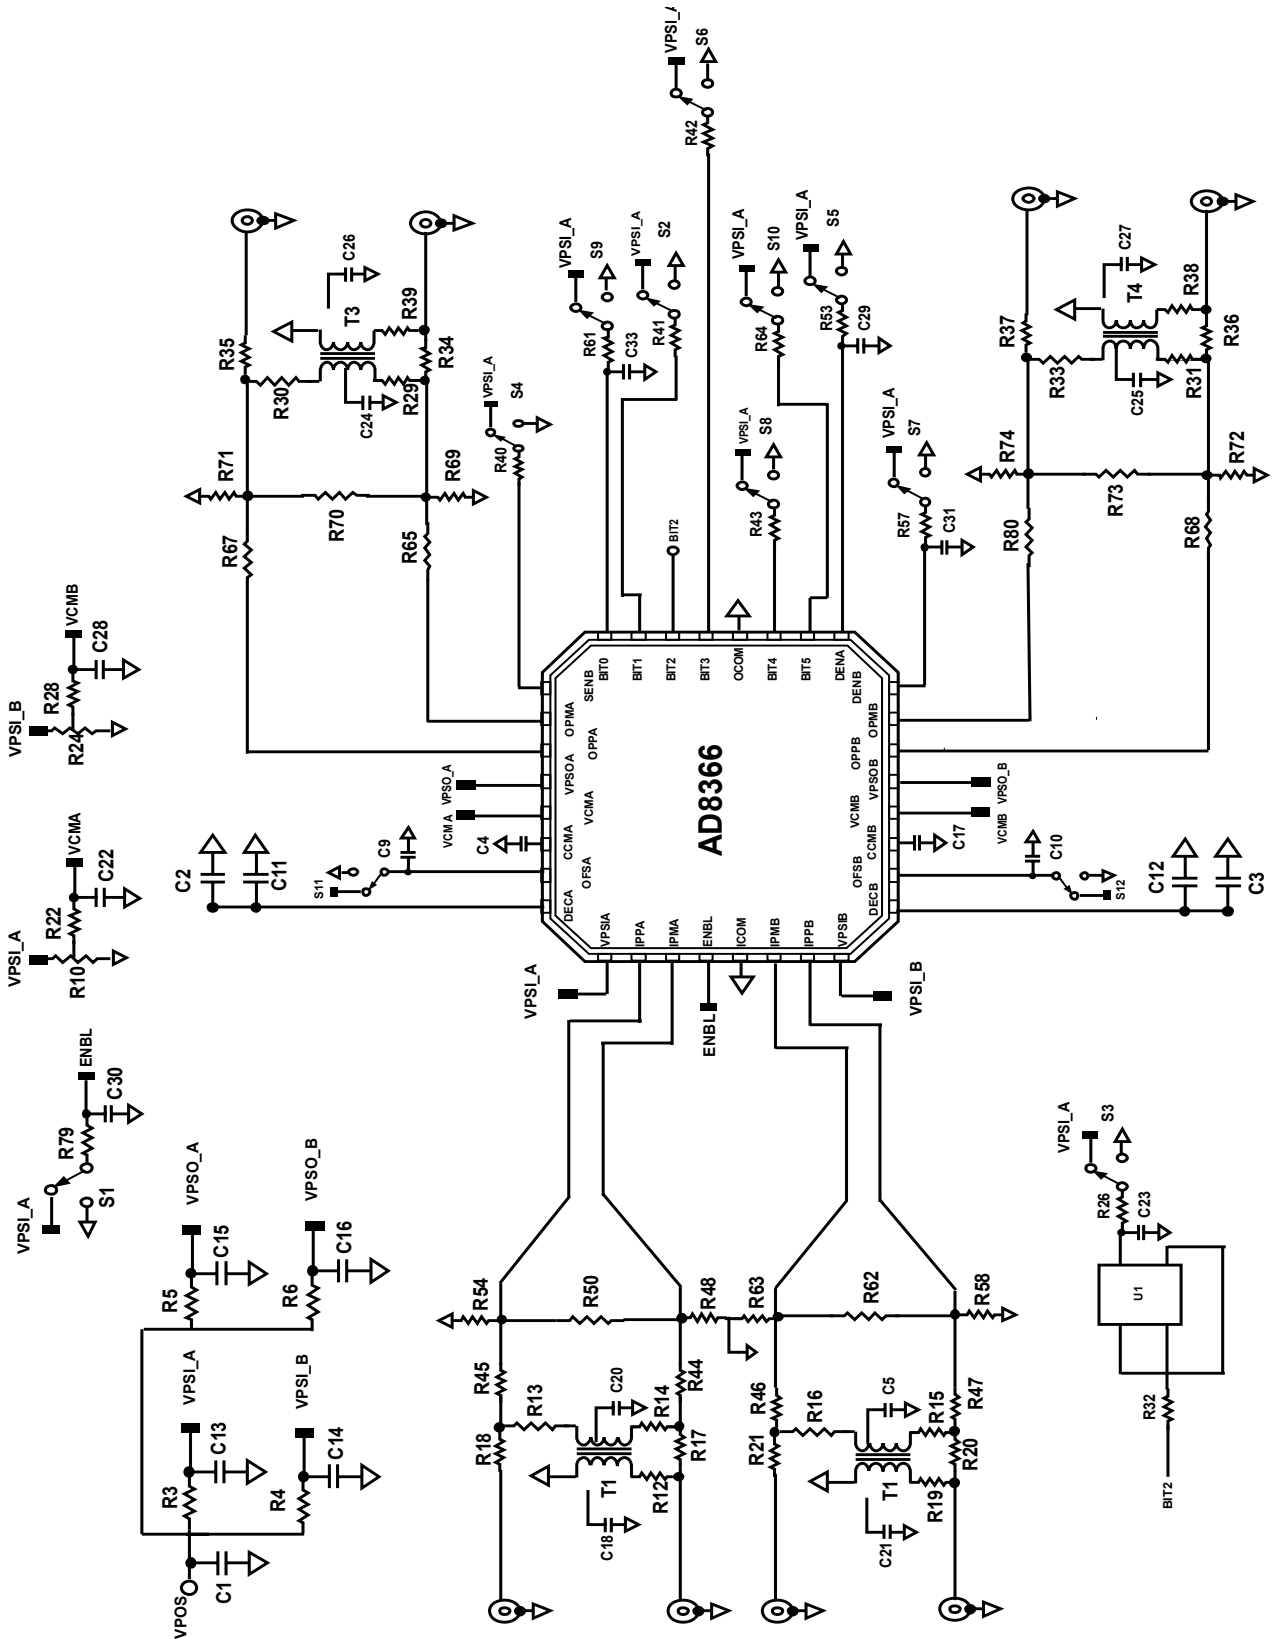 VPSI_A
S6
R42
VPSI_B
R24
R28
VCMB
C28
R35
R30
T3
C26
R39
R34
C24
R29
R71
R70
R69
R67
R65
VPSI_A
S9
R61
C33
VPSI_A
S2
R41
VPSI_A
S4
R40
BIT2
VPSI_A
S10
R64
VPSI_A
S5
R53
C29
VPSI_A
S8
R43
VPSI_A
S7
R57
C31
R37
R33
T4
C27
R38
R36
C25
R31
R74
R73
R72
R80
R68
VPSI_A
R10
R22
VCMA
C22
C2
C11
S11
C9
VCMA
VPSO_A
C4
AD8366
BIT0
BIT1
BIT2
BIT3
OCOM
BIT4
BIT5
DENA
SENB
OPMA
OPPA
VPSOA
VCMA
CCMA
OFSA
DECA
DENB
OPMB
OPPB
VPSOB
VCMB
CCMB
OFSB
DECB
VPSIA
IPPA
IPMA
ENBL
ICOM
IPMB
IPPB
VPSIB
VPSO_B
VCMB
C17
C10
S12
C12
C3
VPSI_A
ENBL
VPSI_B
VPSI_A
S1
R79
ENBL
C30
VPOS
C1
R3
VPSI_A
C13
R4
VPSI_B
C14
R5
VPSO_A
C15
R6
VPSO_B
C16
R54
R50
R48
R63
R62
R58
R45
R13
C20
R14
R44
R18
R17
T1
R12
C18
R46
R16
C5
R15
R47
R21
R20
T1
R19
C21
VPSI_A
S3
R26
C23
U1
R32
BIT2